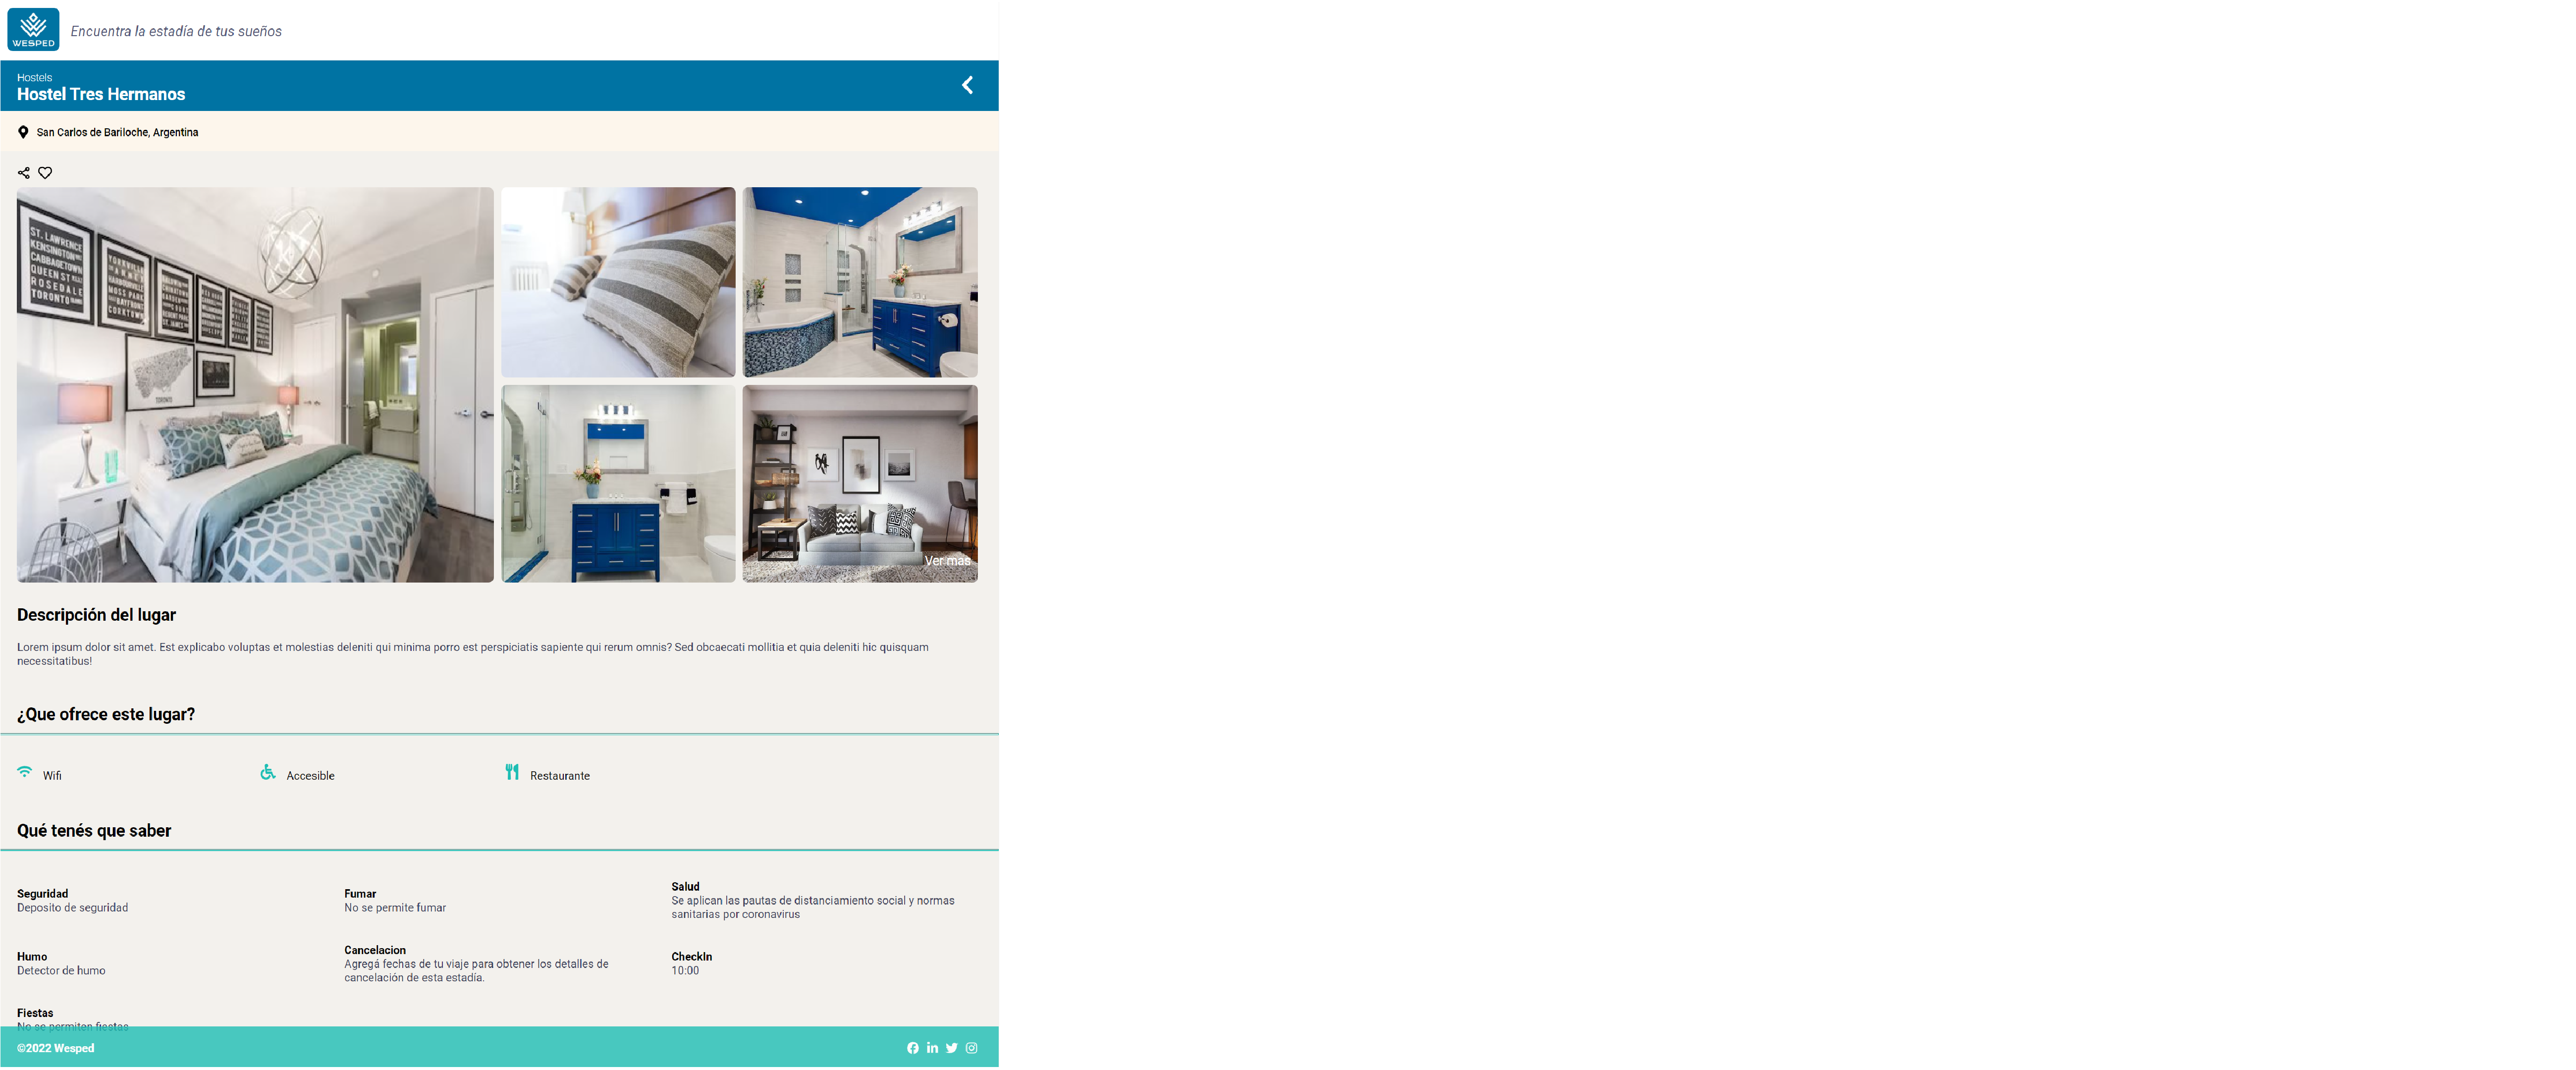 WESPED
Encuentra la estadía de tus sueños
Hostels
Hostel Tres Hermanos
San Carlos de Bariloche, Argentina
ST. LAWRENCE
KENSINGTON
CABBAGETOWN
QUEEN ST
ROSEDALE
TORONTO
YORKVILLE
MOSS PARK
CORKTOWN
TORONTO
Ver mas
Descripción del lugar
Lorem ipsum dolor sit amet. Est explicabo voluptas et molestias deleniti qui minima porro est perspiciatis sapiente qui rerum omnis? Sed obcaecati mollitia et quia deleniti hic quisquam
necessitatibus!
¿Que ofrece este lugar?
Wifi
Accesible
Restaurante
Qué tenés que saber
Seguridad
Deposito de seguridad
Fumar
No se permite fumar
Salud
Se aplican las pautas de distanciamiento social y normas
sanitarias por coronavirus
Humo
Detector de humo
Cancelacion
Agregá fechas de tu viaje para obtener los detalles de
cancelación de esta estadía.
CheckIn
10:00
Fiestas
No se permiten fiestas
©2022 Wesped